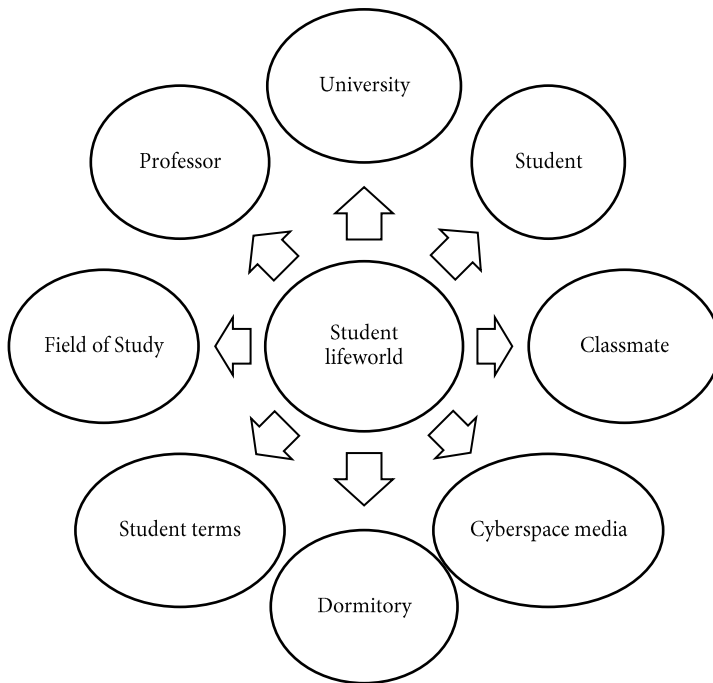 University
Professor
Student
Field of Study
Student
lifeworld
Classmate
Student terms
Cyberspace media
Dormitory